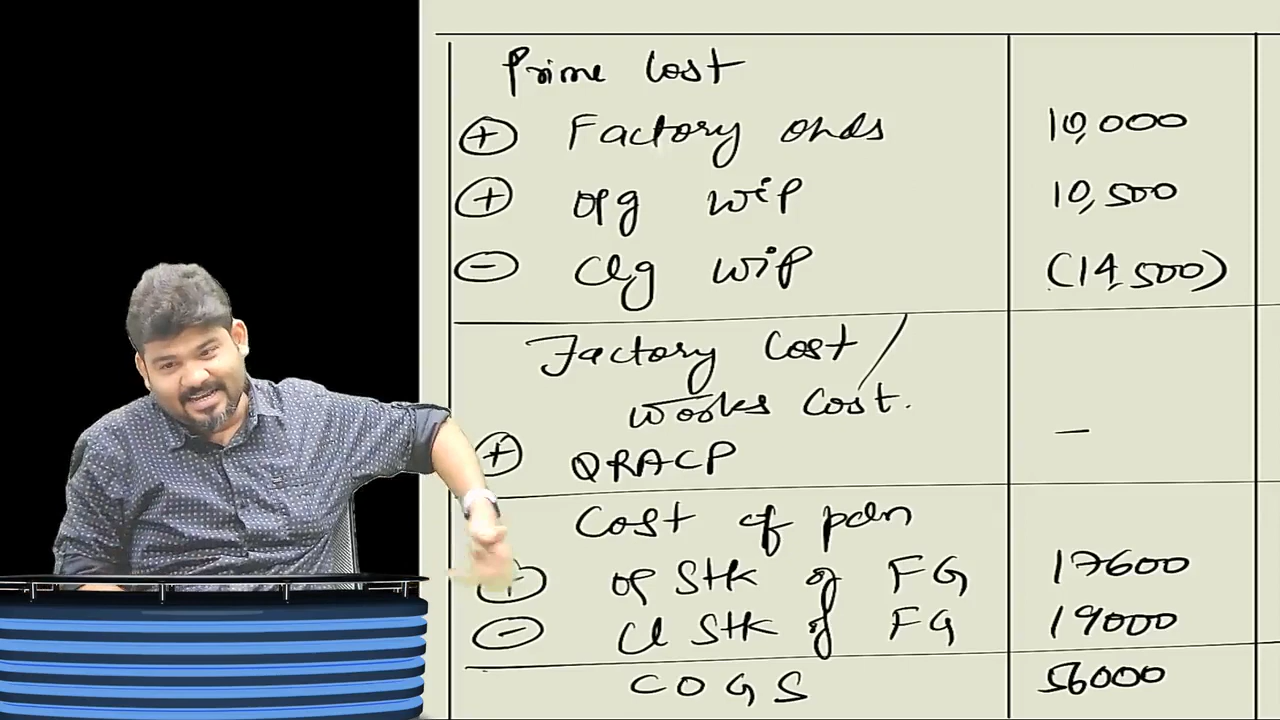 Prime Cost
+ Factory ohds 10,000
+ opg WIP 10,500
- Clg WIP (14,500)
Factory Cost /
Works Cost.
+ QRACP -
Cost of pdn
+ OP Stk of FG 17600
- Cl Stk of FG 19000
COGS 56000